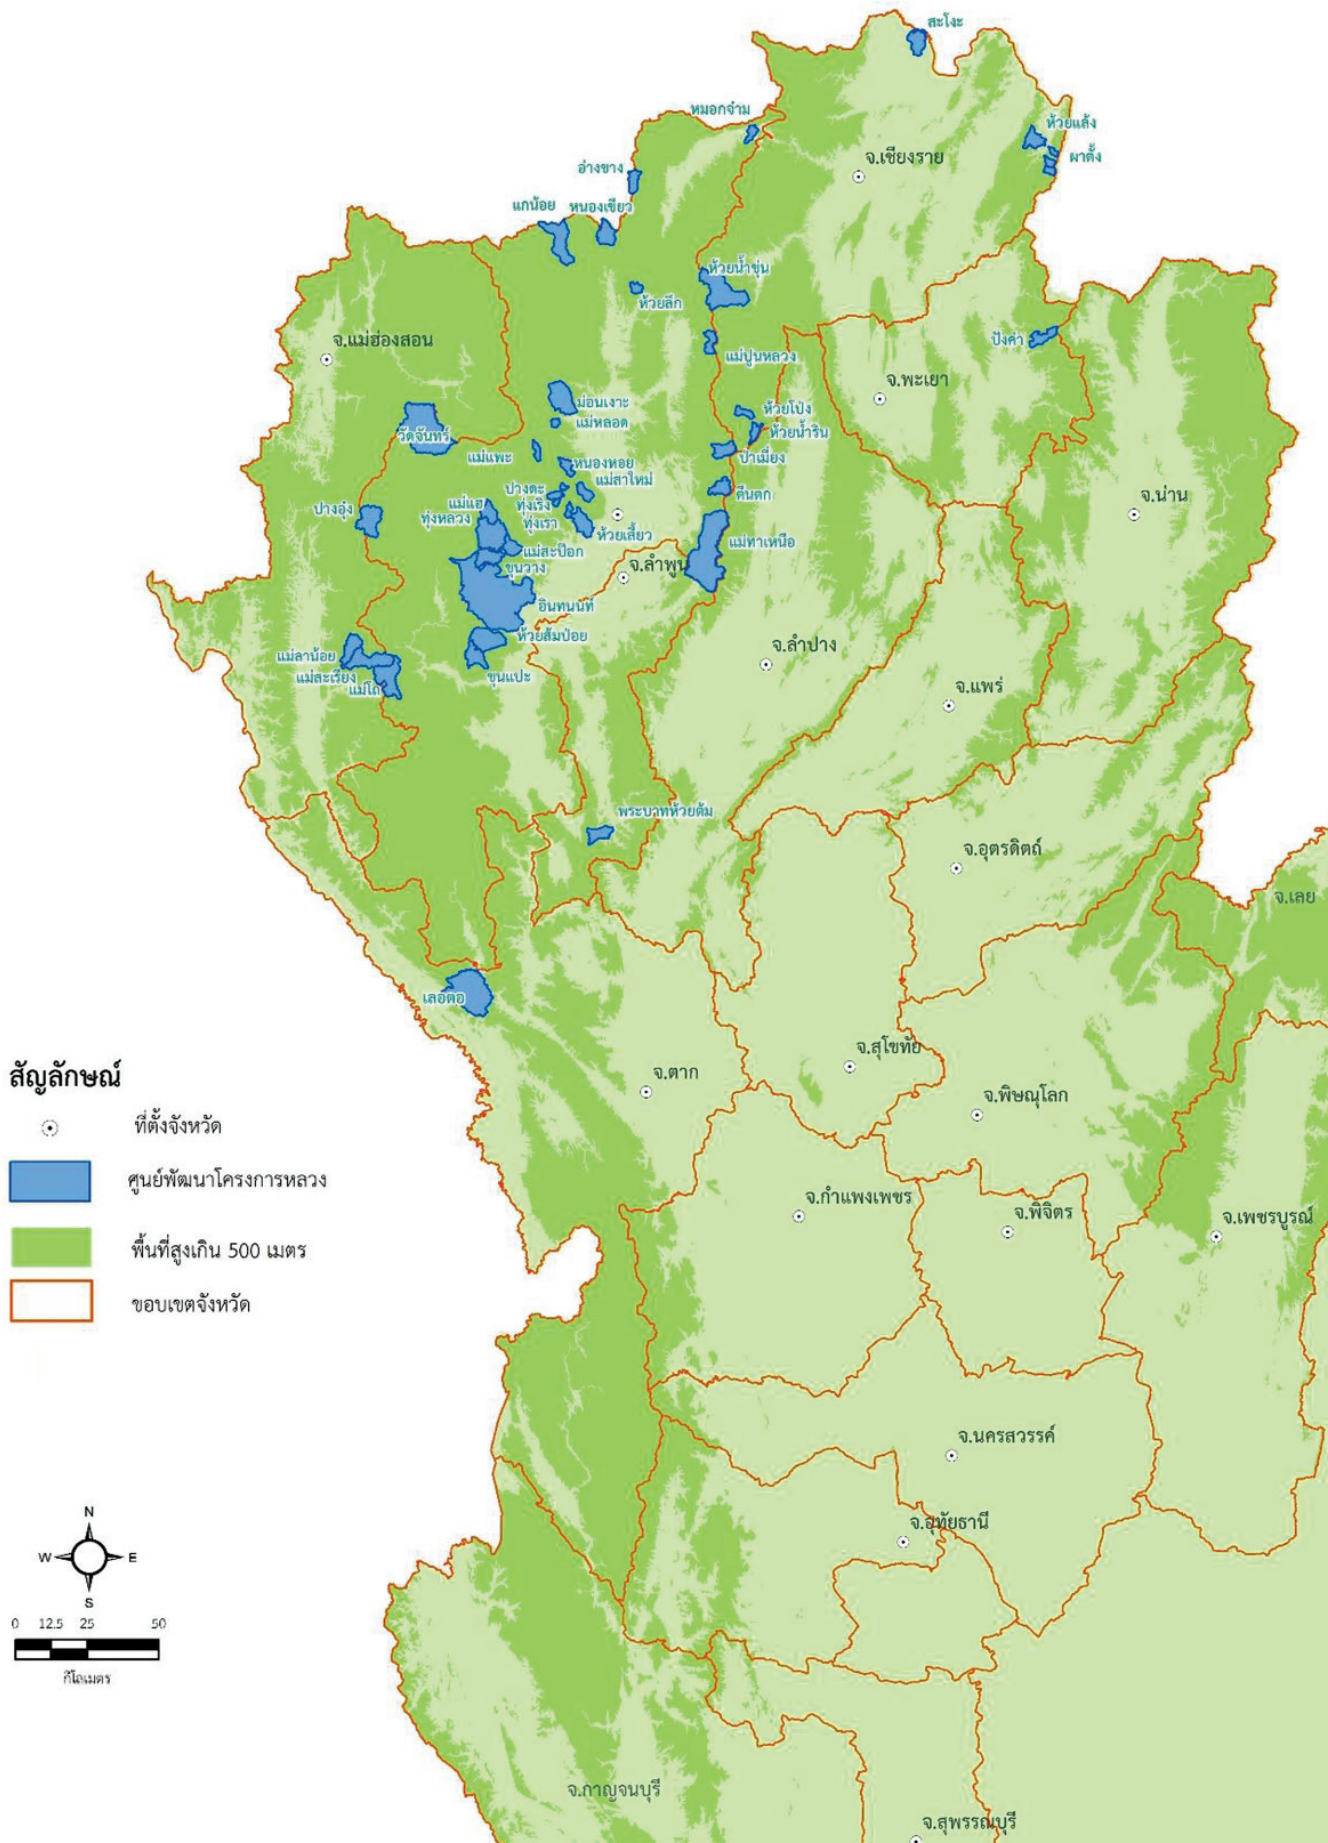 สะโงะ
หมอกจ๋าม
ห้วยแล้ง
จ.เชียงราย
ผาตั้ง
อ่างขาง
แกน้อย
หนองเขียว
ห้วยน้ำขุ่น
ห้วยลึก
จ.แม่ฮ่องสอน
ปังค่า
แม่ปูนหลวง
จ.พะเยา
ม่อนเงาะ
แม่หลอด
ห้วยโป่ง
ห้วยน้ำริน
วัดจันทร์
แม่แพะ
ป่าเมี่ยง
หนองหอย
แม่สาใหม่
ปางดะ
ตีนตก
จ.น่าน
แม่แฮ
ทุ่งเริง
ปางอุ๋ง
ทุ่งหลวง
ทุ่งเรา
ห้วยเสี้ยว
แม่ทาเหนือ
แม่สะป๊อก
ขุนวาง
จ.ลำพูน
อินทนนท์
ห้วยส้มป่อย
จ.ลำปาง
แม่ลาน้อย
แม่สะเรียง
ขุนแปะ
แม่โถ
จ.แพร่
พระบาทห้วยต้ม
จ.อุตรดิตถ์
จ.เลย
เลอตอ
จ.สุโขทัย
จ.ตาก
จ.พิษณุโลก
จ.กำแพงเพชร
จ.พิจิตร
จ.เพชรบูรณ์
จ.นครสวรรค์
จ.อุทัยธานี
จ.กาญจนบุรี
จ.สุพรรณบุรี
สัญลักษณ์
ที่ตั้งจังหวัด
ศูนย์พัฒนาโครงการหลวง
พื้นที่สูงเกิน 500 เมตร
ขอบเขตจังหวัด
N
W E
S
0 12.5 25 50
กิโลเมตร